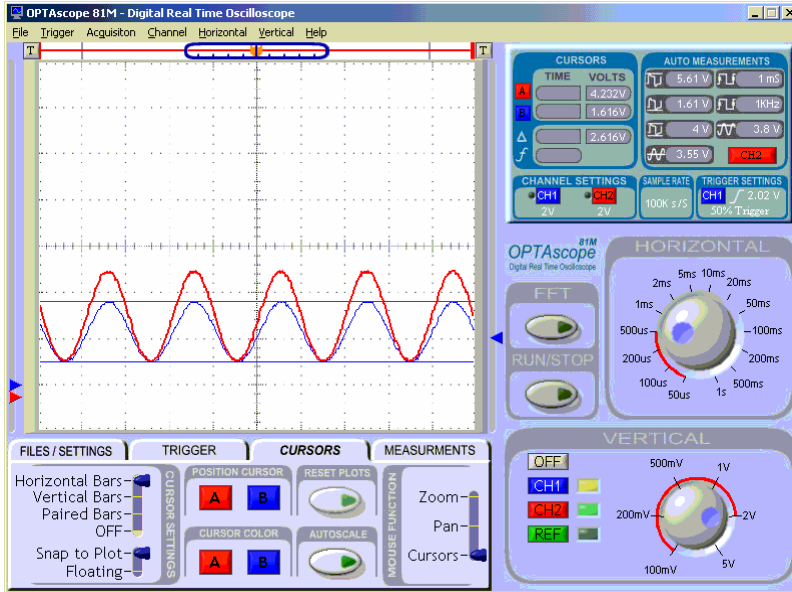 OPTAscope 81M - Digital Real Time Oscilloscope
File Trigger Acquisiton Channel Horizontal Vertical Help
T T
CURSORS
TIME VOLTS
A 4.232V
B 1.616V
Δ 2.616V
f
AUTO MEASUREMENTS
5.61 V 1 mS
1.61 V 1KHz
4 V 3.8 V
3.55 V CH2
CHANNEL SETTINGS
CH1 CH2
2V 2V
SAMPLE RATE
100K s/S
TRIGGER SETTINGS
CH1 2.02 V
50% Trigger
81M
OPTAscope
Digital Real Time Oscilloscope
FFT
RUN/STOP
HORIZONTAL
50us
100us
200us
500us
1ms
2ms
5ms
10ms
20ms
50ms
100ms
200ms
500ms
1s
FILES / SETTINGS TRIGGER CURSORS MEASURMENTS
Horizontal Bars
Vertical Bars
Paired Bars
OFF
Snap to Plot
Floating
CURSOR SETTINGS
POSITION CURSOR
A B
CURSOR COLOR
A B
RESET PLOTS
AUTOSCALE
MOUSE FUNCTION
Zoom
Pan
Cursors
VERTICAL
OFF
CH1
CH2
REF
100mV
200mV
500mV
1V
2V
5V